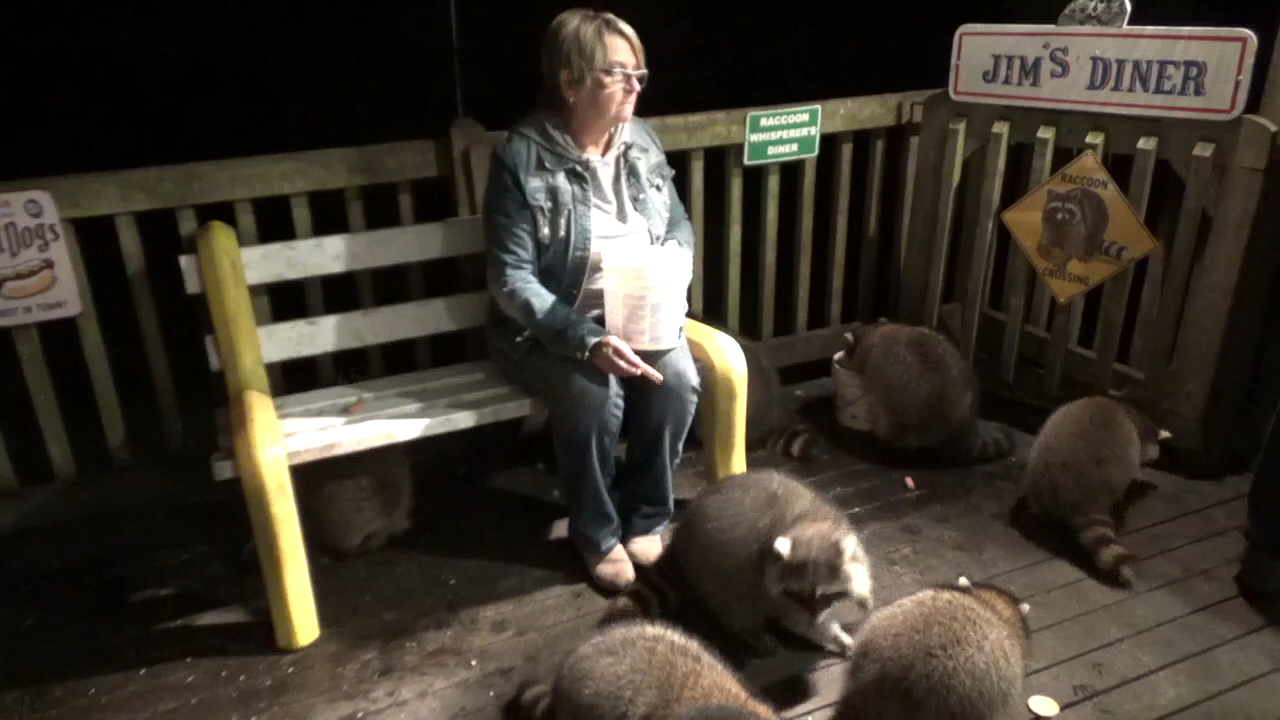 JIM'S DINER
RACCOON
WHISPERER'S
DINER
RACCOON
CROSSING
Dogs